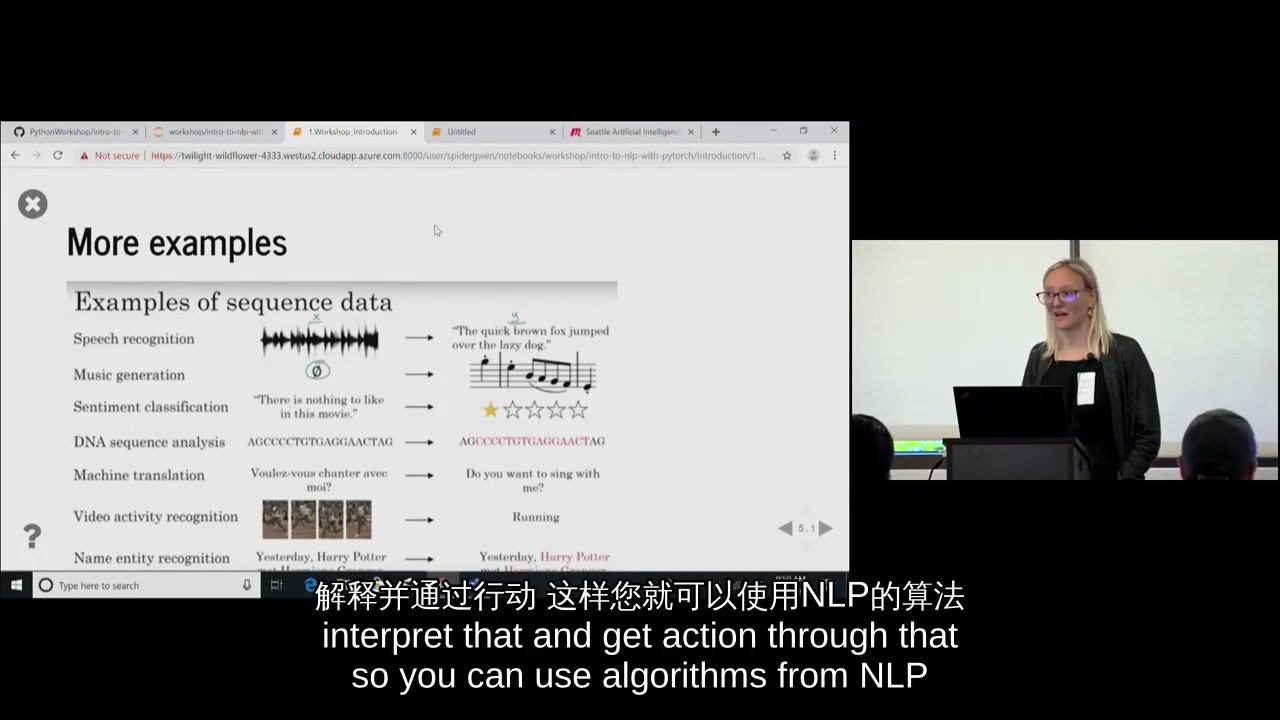 PythonWorkshop/intro-to-
workshop/intro-to-nlp-wit
1.Workshop_Introduction
Untitled
Seattle Artificial Intelligence
Not secure
https://twilight-wildflower-4333.westus2.cloudapp.azure.com:8000/user/spidergwen/notebooks/workshop/intro-to-nlp-with-pytorch/Introduction/1....
More examples
Examples of sequence data
x
y
Speech recognition
"The quick brown fox jumped
over the lazy dog."
Music generation
Ø
Sentiment classification
"There is nothing to like
in this movie."
DNA sequence analysis
AGCCCCTGTGAGGAACTAG
AGCCCCTGTGAGGAACTAG
Machine translation
Voulez-vous chanter avec
moi?
Do you want to sing with
me?
Video activity recognition
Running
Name entity recognition
Yesterday, Harry Potter
met Hermione Granger
Yesterday, Harry Potter
met Hermione Granger
?
5.1
Type here to search
解释并通过行动 这样您就可以使用NLP的算法
interpret that and get action through that
so you can use algorithms from NLP